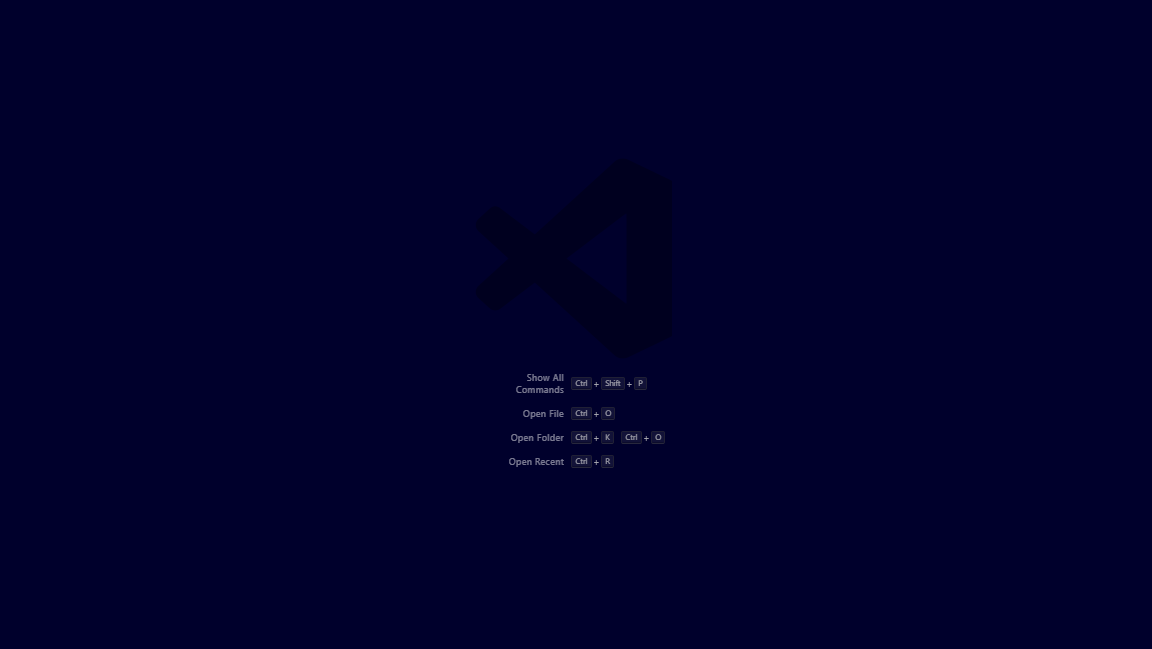 Show All
Commands Ctrl + Shift + P
Open File Ctrl + O
Open Folder Ctrl + K Ctrl + O
Open Recent Ctrl + R